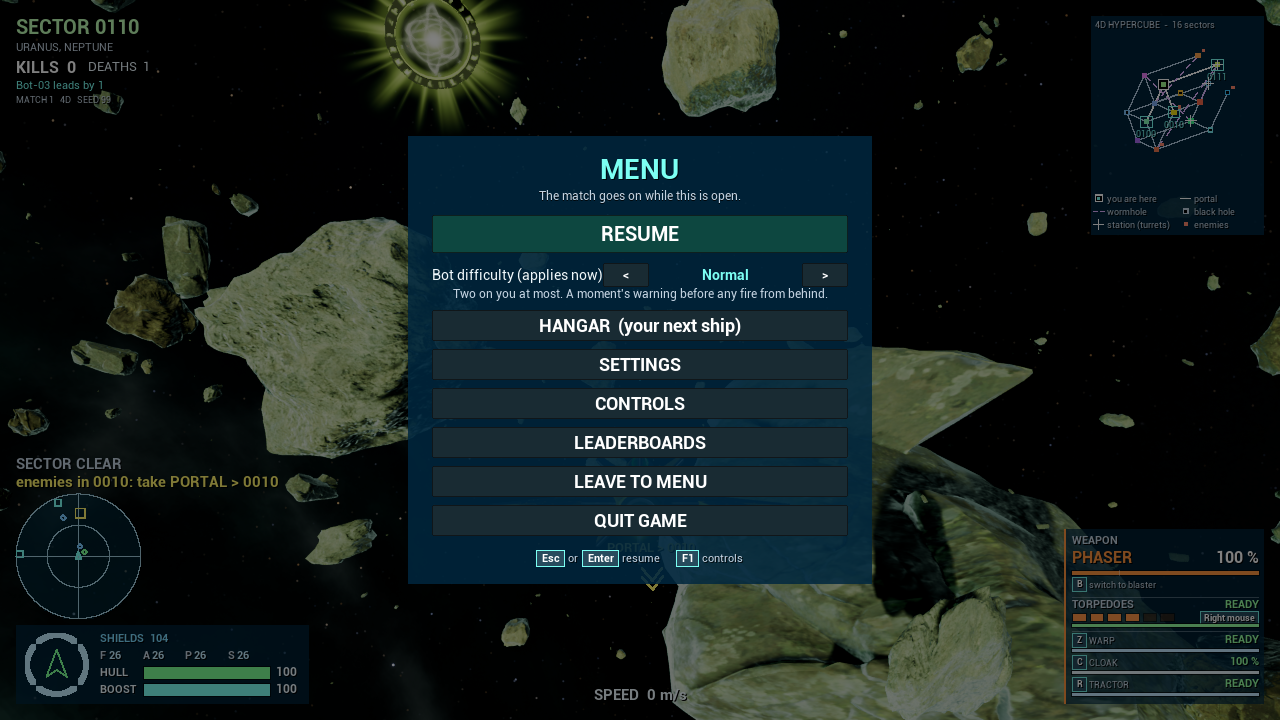 SECTOR 0110
URANUS, NEPTUNE
KILLS 0 DEATHS 1
Bot-03 leads by 1
MATCH 1 4D SEED 99
4D HYPERCUBE - 16 sectors
0111
0010
0100
you are here
portal
wormhole
black hole
station (turrets)
enemies
MENU
The match goes on while this is open.
RESUME
Bot difficulty (applies now) < Normal >
Two on you at most. A moment's warning before any fire from behind.
HANGAR (your next ship)
SETTINGS
CONTROLS
LEADERBOARDS
LEAVE TO MENU
QUIT GAME
Esc or Enter resume F1 controls
SECTOR CLEAR
enemies in 0010: take PORTAL > 0010
SHIELDS 104
F 26 A 26 P 26 S 26
HULL 100
BOOST 100
SPEED 0 m/s
WEAPON
PHASER 100 %
B switch to blaster
TORPEDOES READY
Right mouse
Z WARP READY
C CLOAK 100 %
R TRACTOR READY